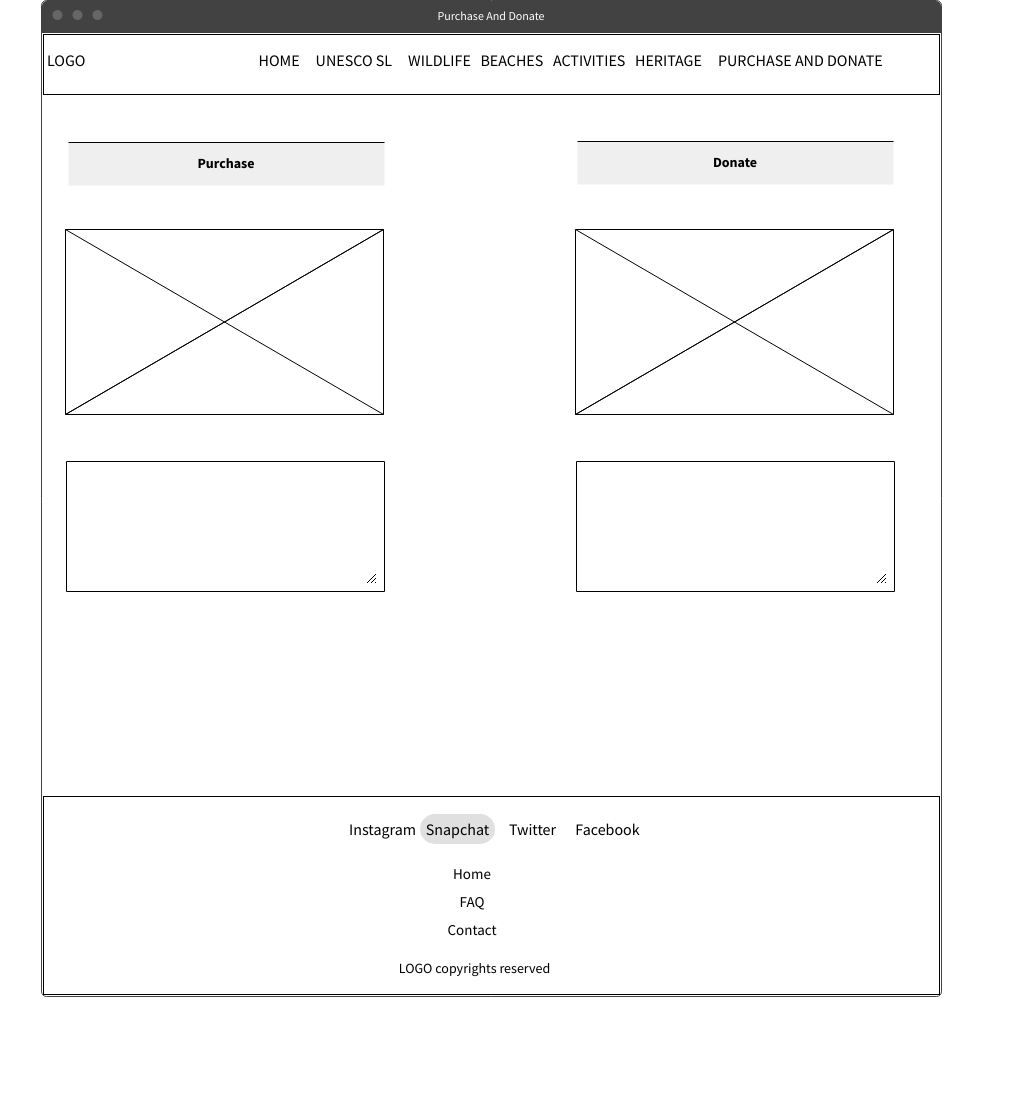 Purchase And Donate
LOGO HOME UNESCO SL WILDLIFE BEACHES ACTIVITIES HERITAGE PURCHASE AND DONATE
Purchase Donate
Instagram Snapchat Twitter Facebook
Home
FAQ
Contact
LOGO copyrights reserved